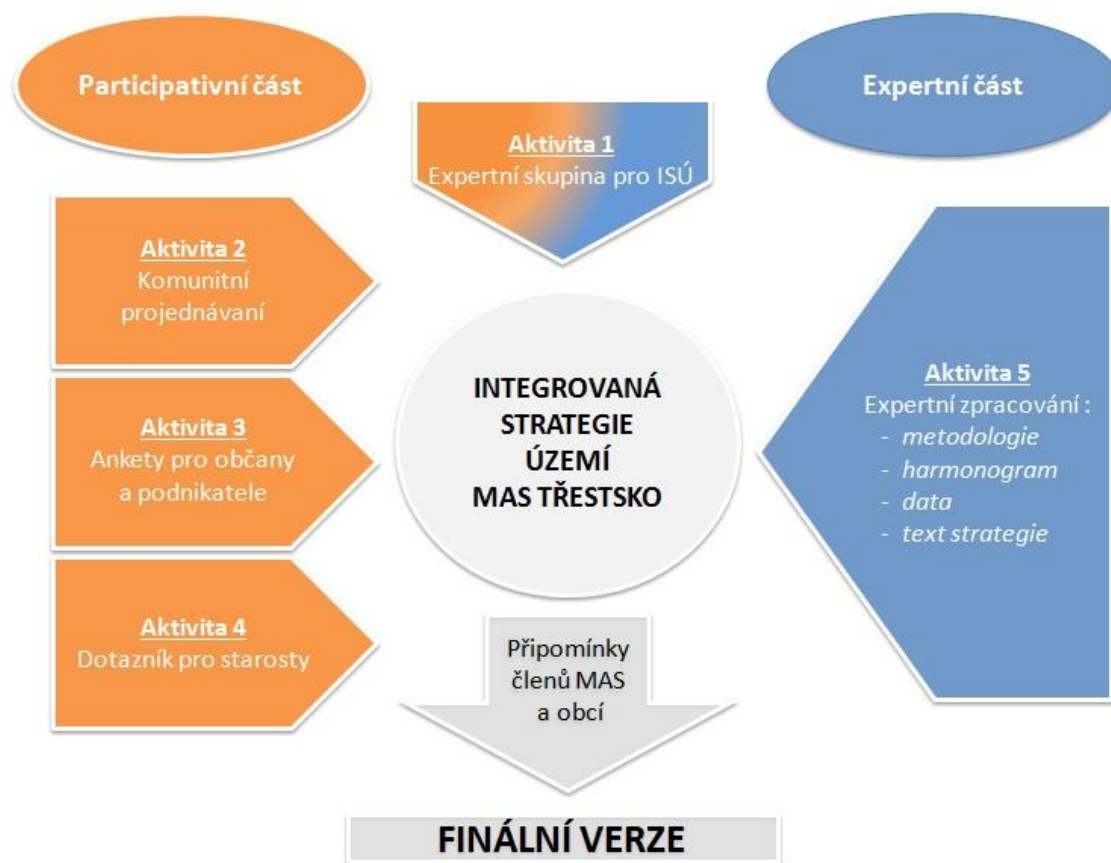 Participativní část
Expertní část
Aktivita 1
Expertní skupina pro ISÚ
Aktivita 2
Komunitní
projednávaní
Aktivita 3
Ankety pro občany
a podnikatele
Aktivita 4
Dotazník pro starosty
INTEGROVANÁ
STRATEGIE
ÚZEMÍ
MAS TŘESTSKO
Aktivita 5
Expertní zpracování :
- metodologie
- harmonogram
- data
- text strategie
Připomínky
členů MAS
a obcí
FINÁLNÍ VERZE